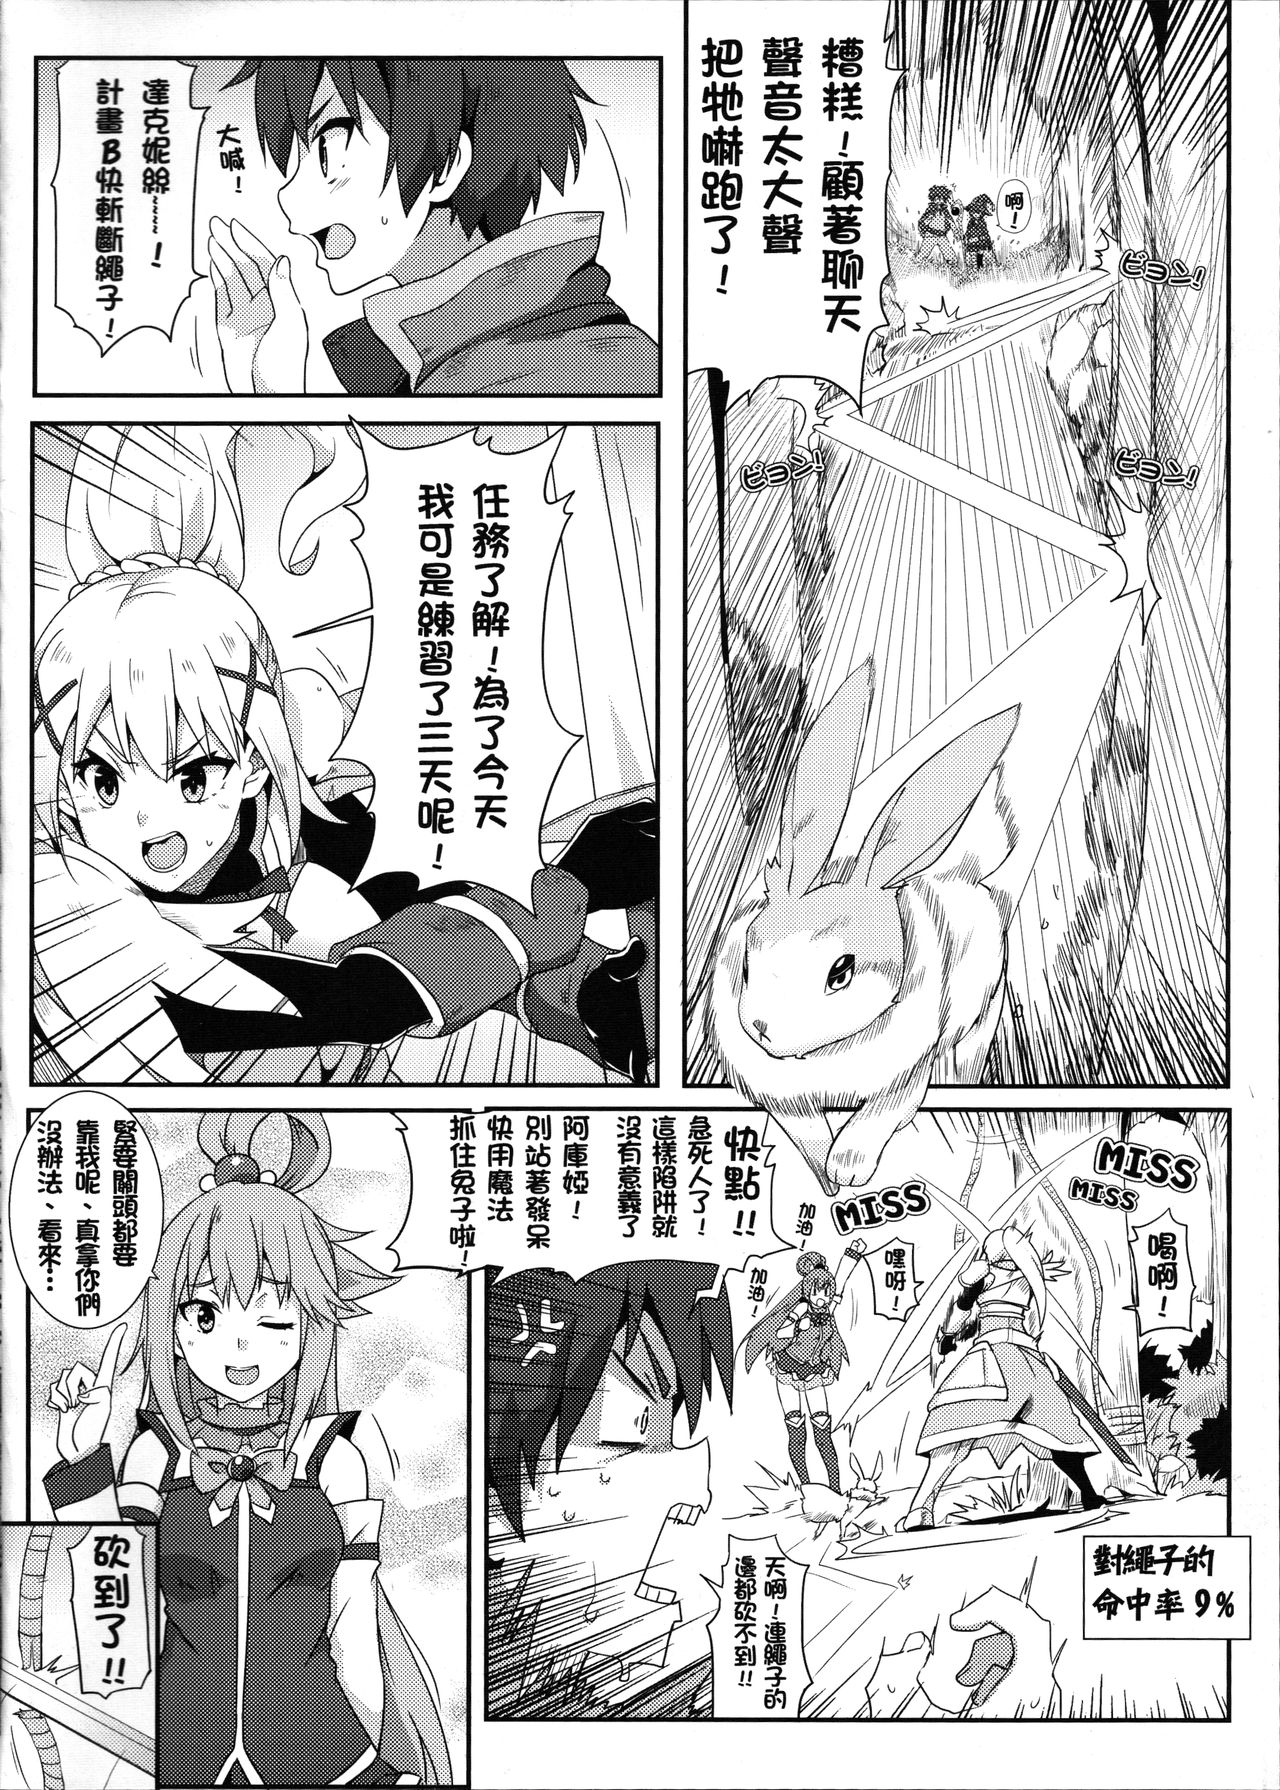 糟糕！顧著聊天
聲音太大聲
把牠嚇跑了！
啊！
ビョン！
ビョン！
ビョン！
大喊！
達克妮絲~~~！
計畫B快斬斷繩子！
任務了解！為了今天
我可是練習了三天呢！
喝啊！
MISS
MISS
MISS
嘿呀！
加油！
加油！
對繩子的
命中率9%
天啊！連繩子的
邊都砍不到!!
快點!!
急死人了！
這樣陷阱就
沒有意義了
阿庫婭！
別站著發呆
快用魔法
抓住兔子啦！
緊要關頭都要
靠我呢、真拿你們
沒辦法、看來…
砍到了!!